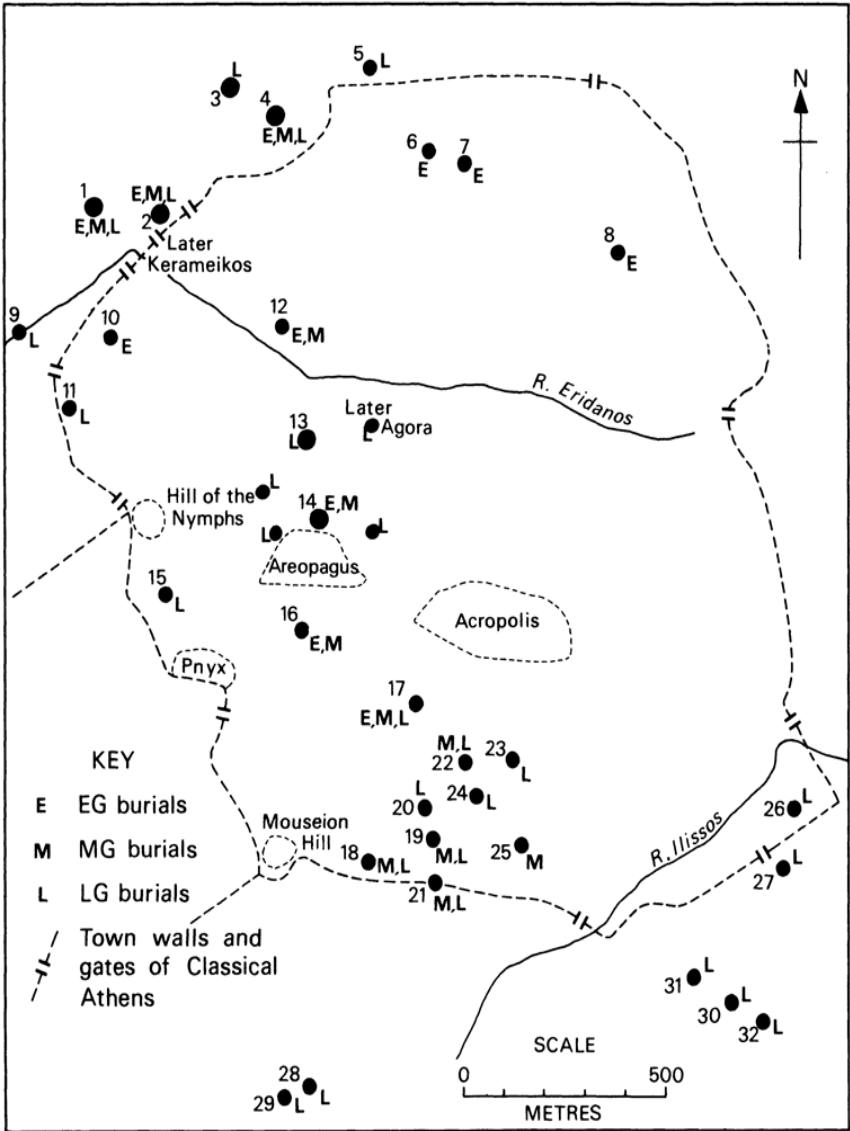 5 L
L
3
4
E,M,L
N
6
E
7
E
1
E,M,L
E,M,L
2
Later
Kerameikos
8
E
9
L
10
E
12
E,M
R. Eridanos
11
L
13
L
Later
Agora
L
L
Hill of the
Nymphs
14 E,M
L
L
Areopagus
15
L
Acropolis
16
E,M
Pnyx
17
E,M,L
M,L
22
23
L
KEY
E EG burials
M MG burials
L LG burials
Town walls and
gates of Classical
Athens
L
20
24 L
Mouseion
Hill
19
M,L
18
M,L
25
M
21
M,L
R. Ilissos
26 L
L
27
31 L
L
30
L
32
SCALE
0 500
METRES
28
L
29
L